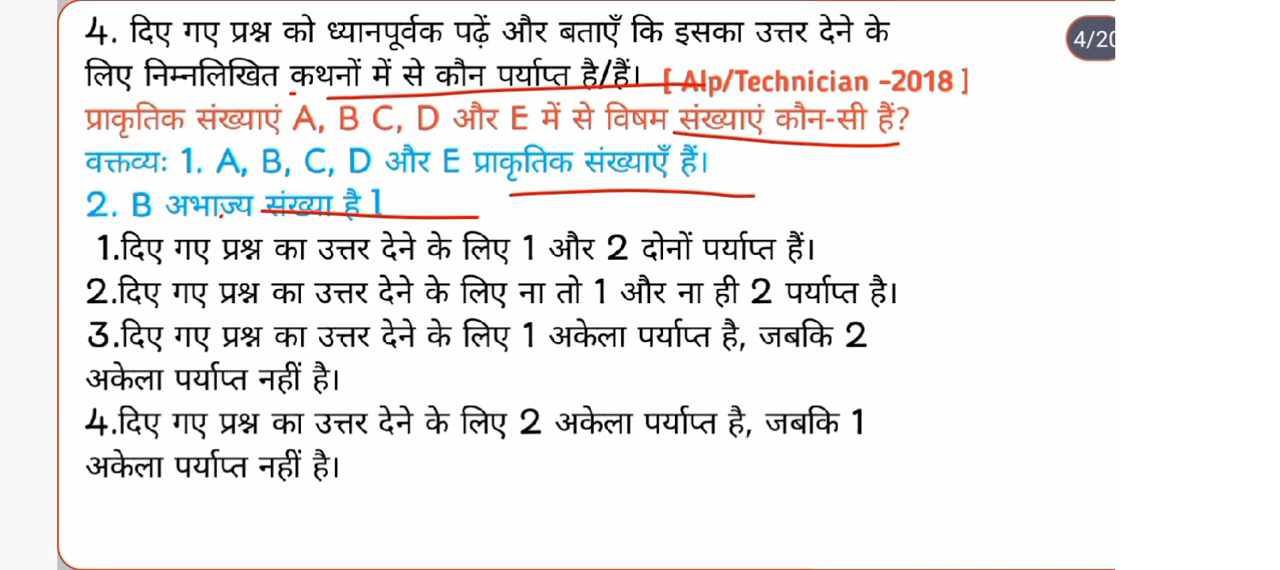 4. दिए गए प्रश्न को ध्यानपूर्वक पढ़ें और बताएँ कि इसका उत्तर देने के
4/20
लिए निम्नलिखित कथनों में से कौन पर्याप्त है/हैं। [ Alp/Technician -2018 ]
प्राकृतिक संख्याएं A, B C, D और E में से विषम संख्याएं कौन-सी हैं?
वक्तव्यः 1. A, B, C, D और E प्राकृतिक संख्याएँ हैं।
2. B अभाज़्य संख्या है 1
1.दिए गए प्रश्न का उत्तर देने के लिए 1 और 2 दोनों पर्याप्त हैं।
2.दिए गए प्रश्न का उत्तर देने के लिए ना तो 1 और ना ही 2 पर्याप्त है।
3.दिए गए प्रश्न का उत्तर देने के लिए 1 अकेला पर्याप्त है, जबकि 2
अकेला पर्याप्त नहीं है।
4.दिए गए प्रश्न का उत्तर देने के लिए 2 अकेला पर्याप्त है, जबकि 1
अकेला पर्याप्त नहीं है।